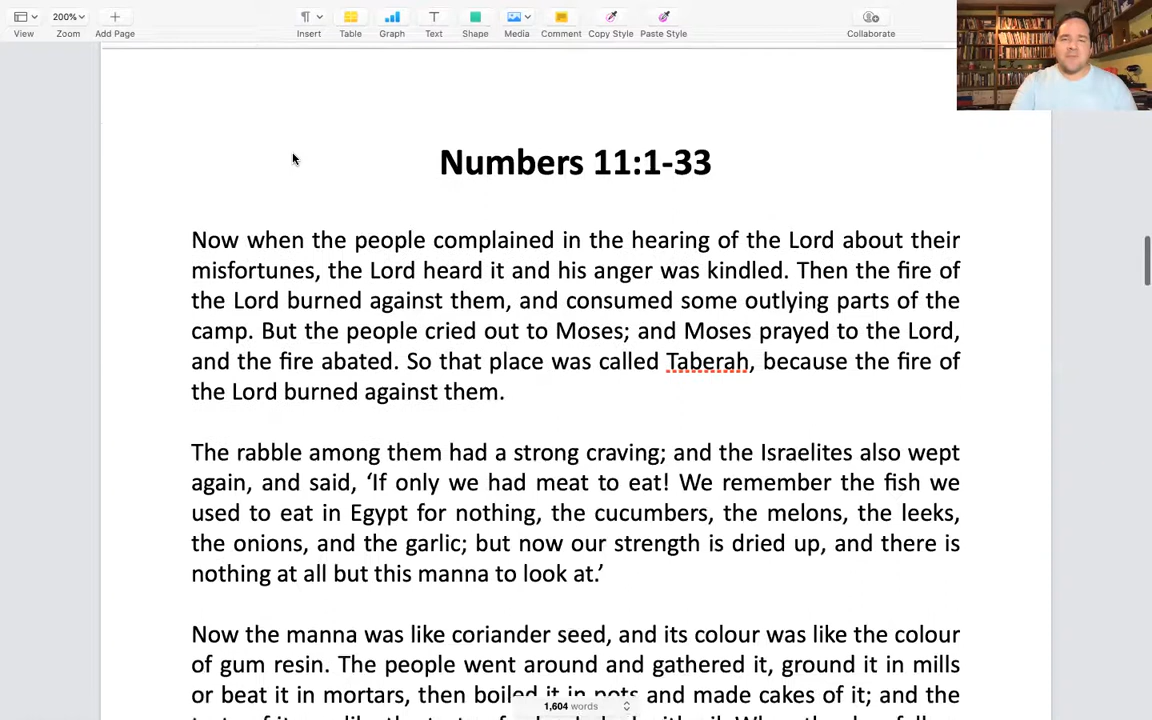 View
200%
Zoom
Add Page
Insert
Table
Graph
T
Text
Shape
Media
Comment
Copy Style
Paste Style
Collaborate
Numbers 11:1-33
Now when the people complained in the hearing of the Lord about their
misfortunes, the Lord heard it and his anger was kindled. Then the fire of
the Lord burned against them, and consumed some outlying parts of the
camp. But the people cried out to Moses; and Moses prayed to the Lord,
and the fire abated. So that place was called Taberah, because the fire of
the Lord burned against them.
The rabble among them had a strong craving; and the Israelites also wept
again, and said, ‘If only we had meat to eat! We remember the fish we
used to eat in Egypt for nothing, the cucumbers, the melons, the leeks,
the onions, and the garlic; but now our strength is dried up, and there is
nothing at all but this manna to look at.’
Now the manna was like coriander seed, and its colour was like the colour
of gum resin. The people went around and gathered it, ground it in mills
or beat it in mortars, then boiled it in pots and made cakes of it; and the
1,604 words